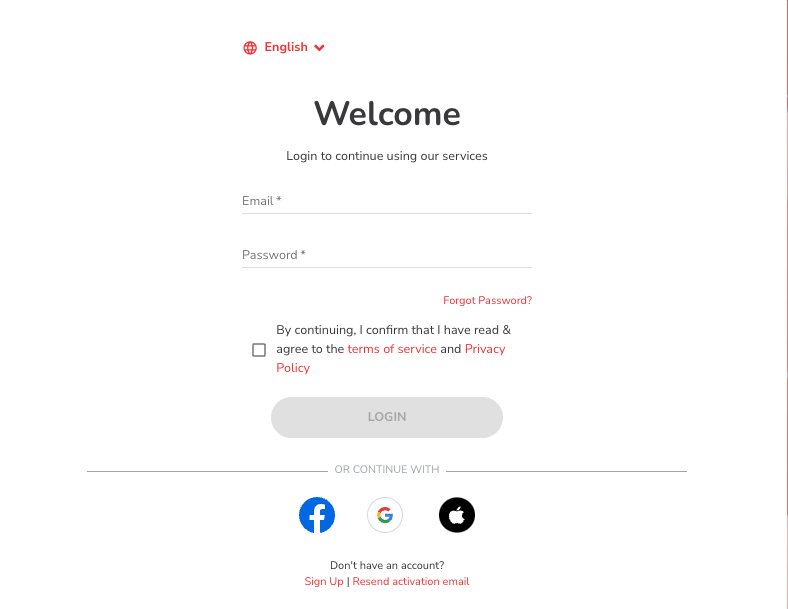 English
Welcome
Login to continue using our services
Email *
Password *
Forgot Password?
By continuing, I confirm that I have read &
agree to the terms of service and Privacy
Policy
LOGIN
OR CONTINUE WITH
Don't have an account?
Sign Up | Resend activation email